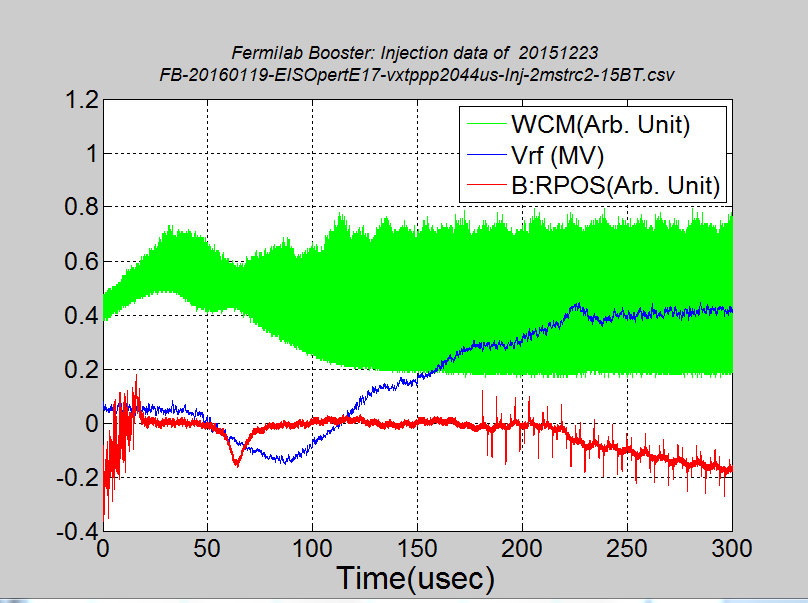 Fermilab Booster: Injection data of  20151223
FB-20160119-EISOpertE17-vxtppp2044us-Inj-2mstrc2-15BT.csv
1.2
1
0.8
0.6
0.4
0.2
0
-0.2
-0.4
WCM(Arb. Unit)
Vrf (MV)
B:RPOS(Arb. Unit)
0 50 100 150 200 250 300
Time(usec)